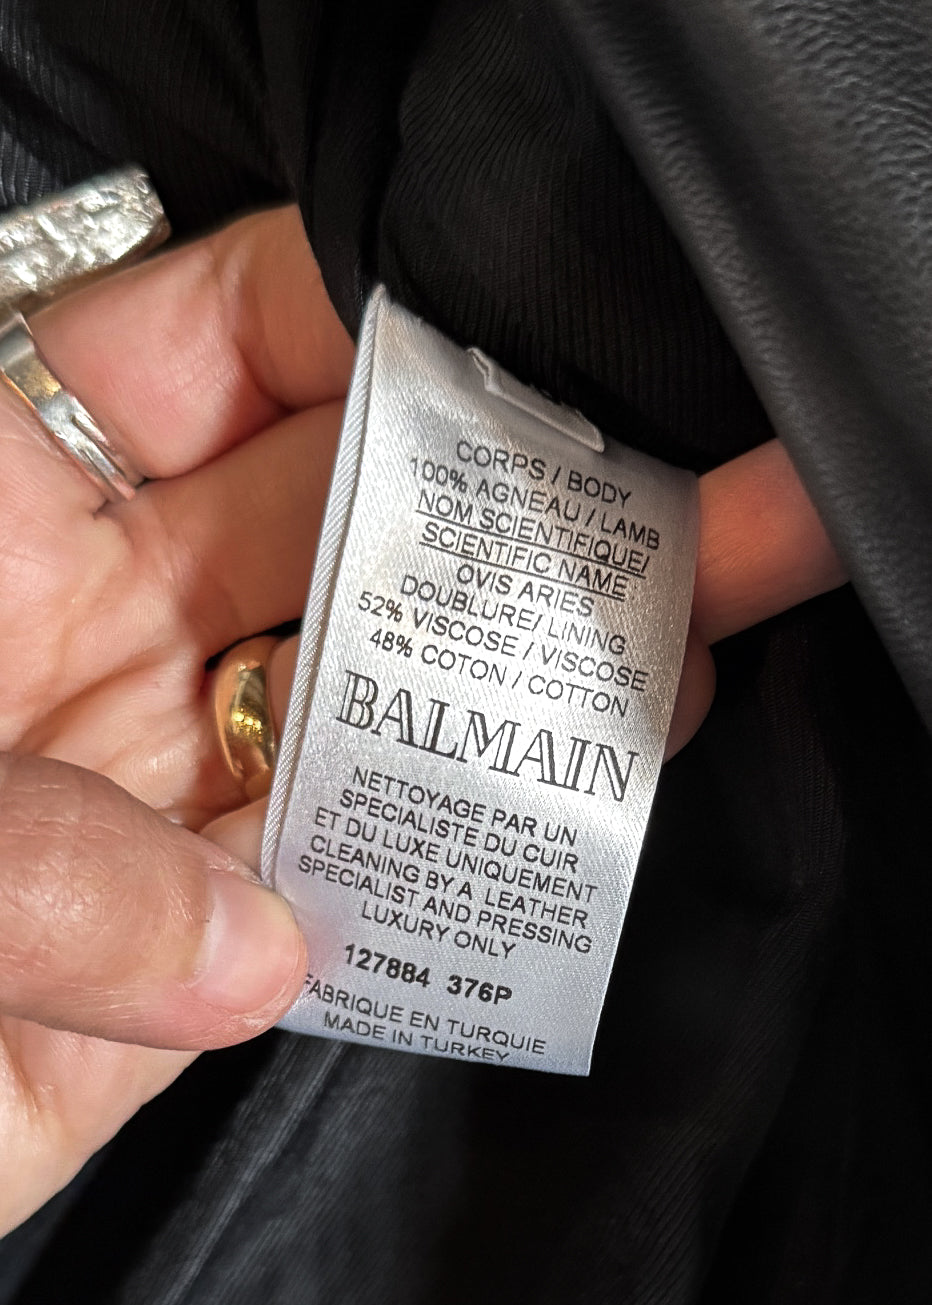 CORPS / BODY
100% AGNEAU / LAMB
NOM SCIENTIFIQUE/
SCIENTIFIC NAME
OVIS ARIES
DOUBLURE/ LINING
52% VISCOSE / VISCOSE
48% COTON / COTTON
BALMAIN
NETTOYAGE PAR UN
SPECIALISTE DU CUIR
ET DU LUXE UNIQUEMENT
CLEANING BY A LEATHER
SPECIALIST AND PRESSING
LUXURY ONLY
127884 376P
FABRIQUE EN TURQUIE
MADE IN TURKEY